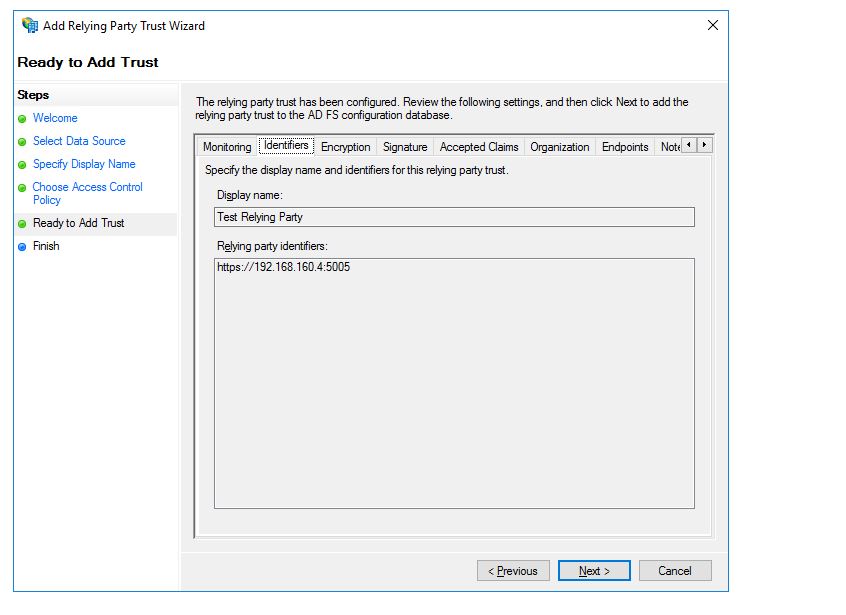 Add Relying Party Trust Wizard
Ready to Add Trust
Steps
Welcome
Select Data Source
Specify Display Name
Choose Access Control
Policy
Ready to Add Trust
Finish
The relying party trust has been configured. Review the following settings, and then click Next to add the
relying party trust to the AD FS configuration database.
Monitoring Identifiers Encryption Signature Accepted Claims Organization Endpoints
Specify the display name and identifiers for this relying party trust.
Display name:
Test Relying Party
Relying party identifiers:
https://192.168.160.4:5005
< Previous Next > Cancel